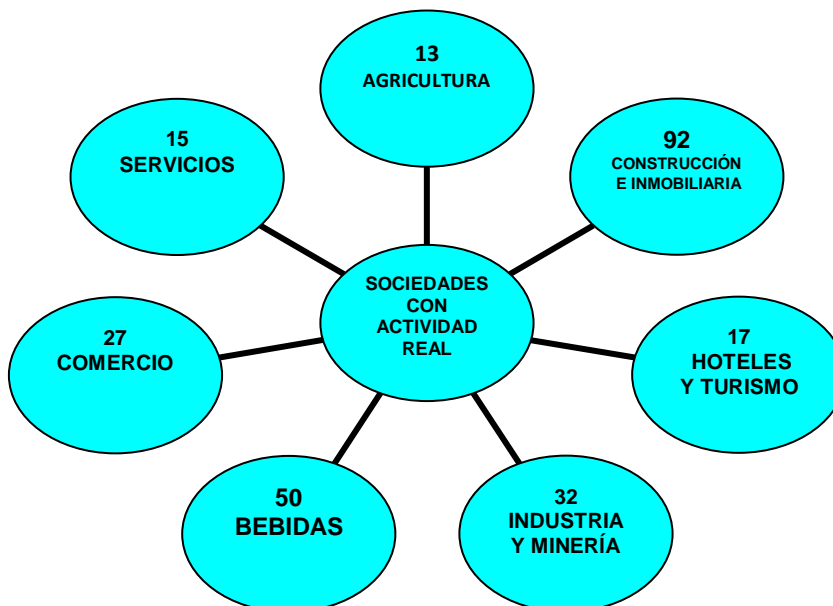 13
AGRICULTURA
15
SERVICIOS
92
CONSTRUCCIÓN
E INMOBILIARIA
SOCIEDADES
CON
ACTIVIDAD
REAL
27
COMERCIO
17
HOTELES
Y TURISMO
50
BEBIDAS
32
INDUSTRIA
Y MINERÍA